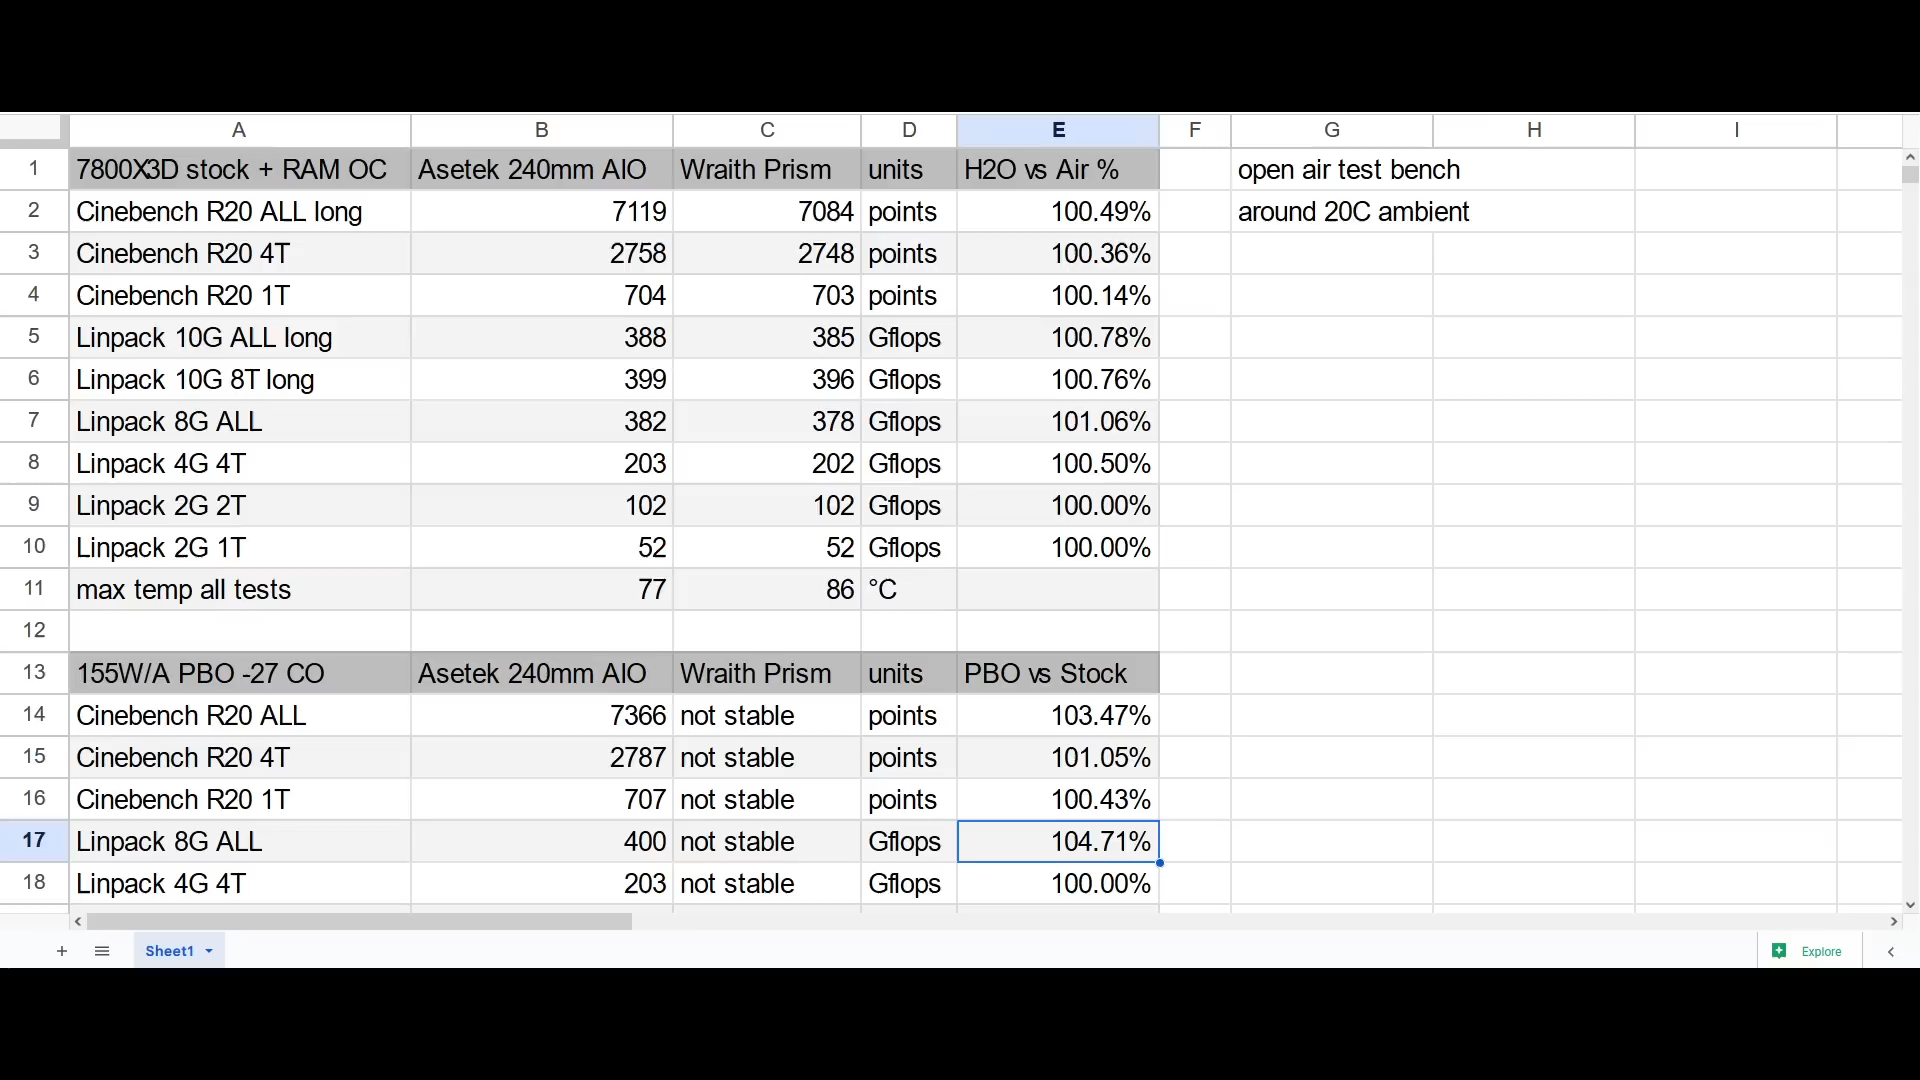 A B C D E F G H I
1 7800X3D stock + RAM OC Asetek 240mm AIO Wraith Prism units H2O vs Air % open air test bench
2 Cinebench R20 ALL long 7119 7084 points 100.49% around 20C ambient
3 Cinebench R20 4T 2758 2748 points 100.36%
4 Cinebench R20 1T 704 703 points 100.14%
5 Linpack 10G ALL long 388 385 Gflops 100.78%
6 Linpack 10G 8T long 399 396 Gflops 100.76%
7 Linpack 8G ALL 382 378 Gflops 101.06%
8 Linpack 4G 4T 203 202 Gflops 100.50%
9 Linpack 2G 2T 102 102 Gflops 100.00%
10 Linpack 2G 1T 52 52 Gflops 100.00%
11 max temp all tests 77 86 °C
12
13 155W/A PBO -27 CO Asetek 240mm AIO Wraith Prism units PBO vs Stock
14 Cinebench R20 ALL 7366 not stable points 103.47%
15 Cinebench R20 4T 2787 not stable points 101.05%
16 Cinebench R20 1T 707 not stable points 100.43%
17 Linpack 8G ALL 400 not stable Gflops 104.71%
18 Linpack 4G 4T 203 not stable Gflops 100.00%
Sheet1 Explore